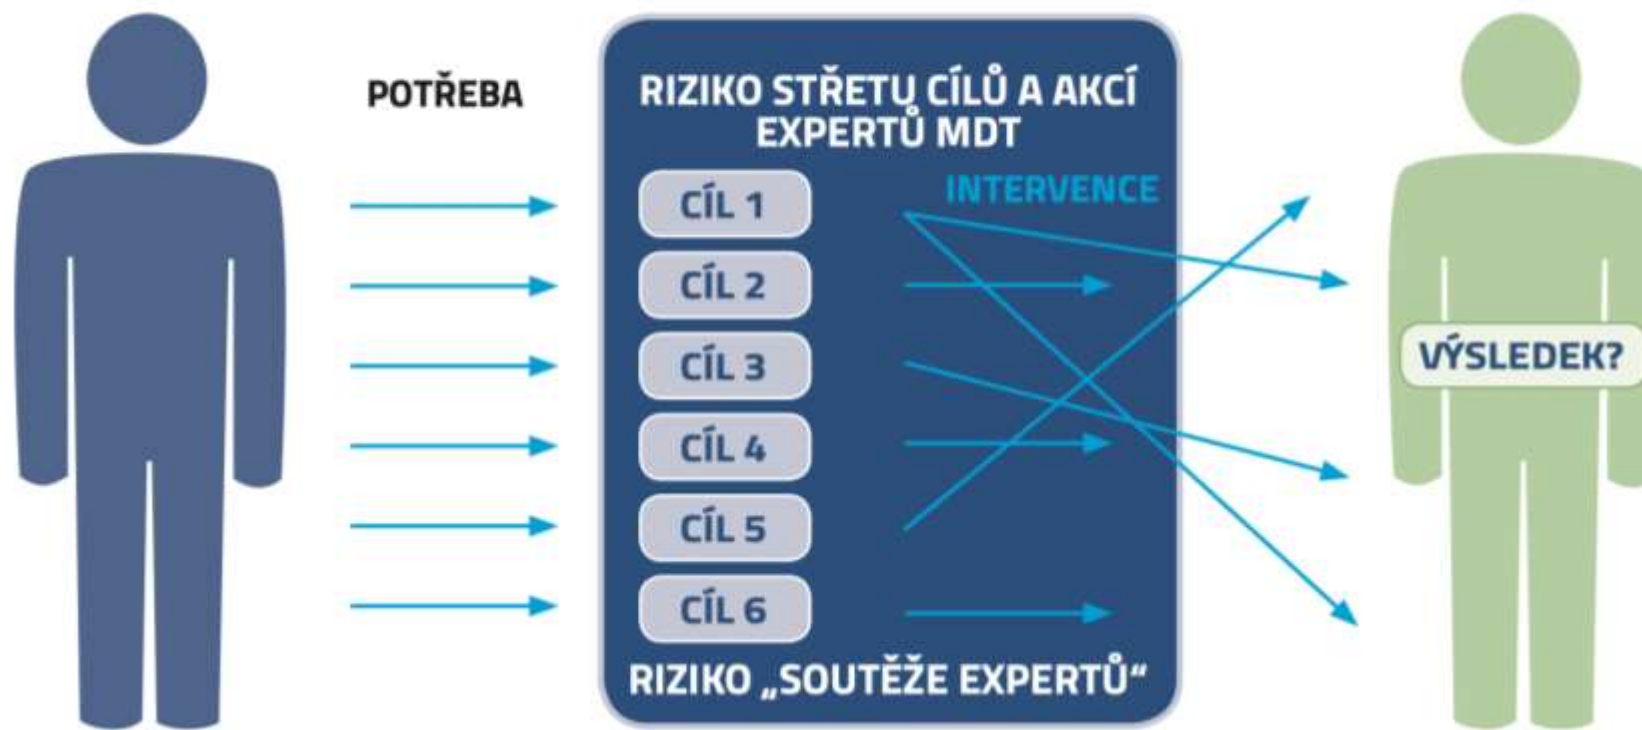 POTŘEBA
RIZIKO STŘETU CÍLŮ A AKCÍ
EXPERTŮ MDT
INTERVENCE
CÍL 1
CÍL 2
CÍL 3
CÍL 4
CÍL 5
CÍL 6
RIZIKO „SOUTĚŽE EXPERTŮ“
VÝSLEDEK?